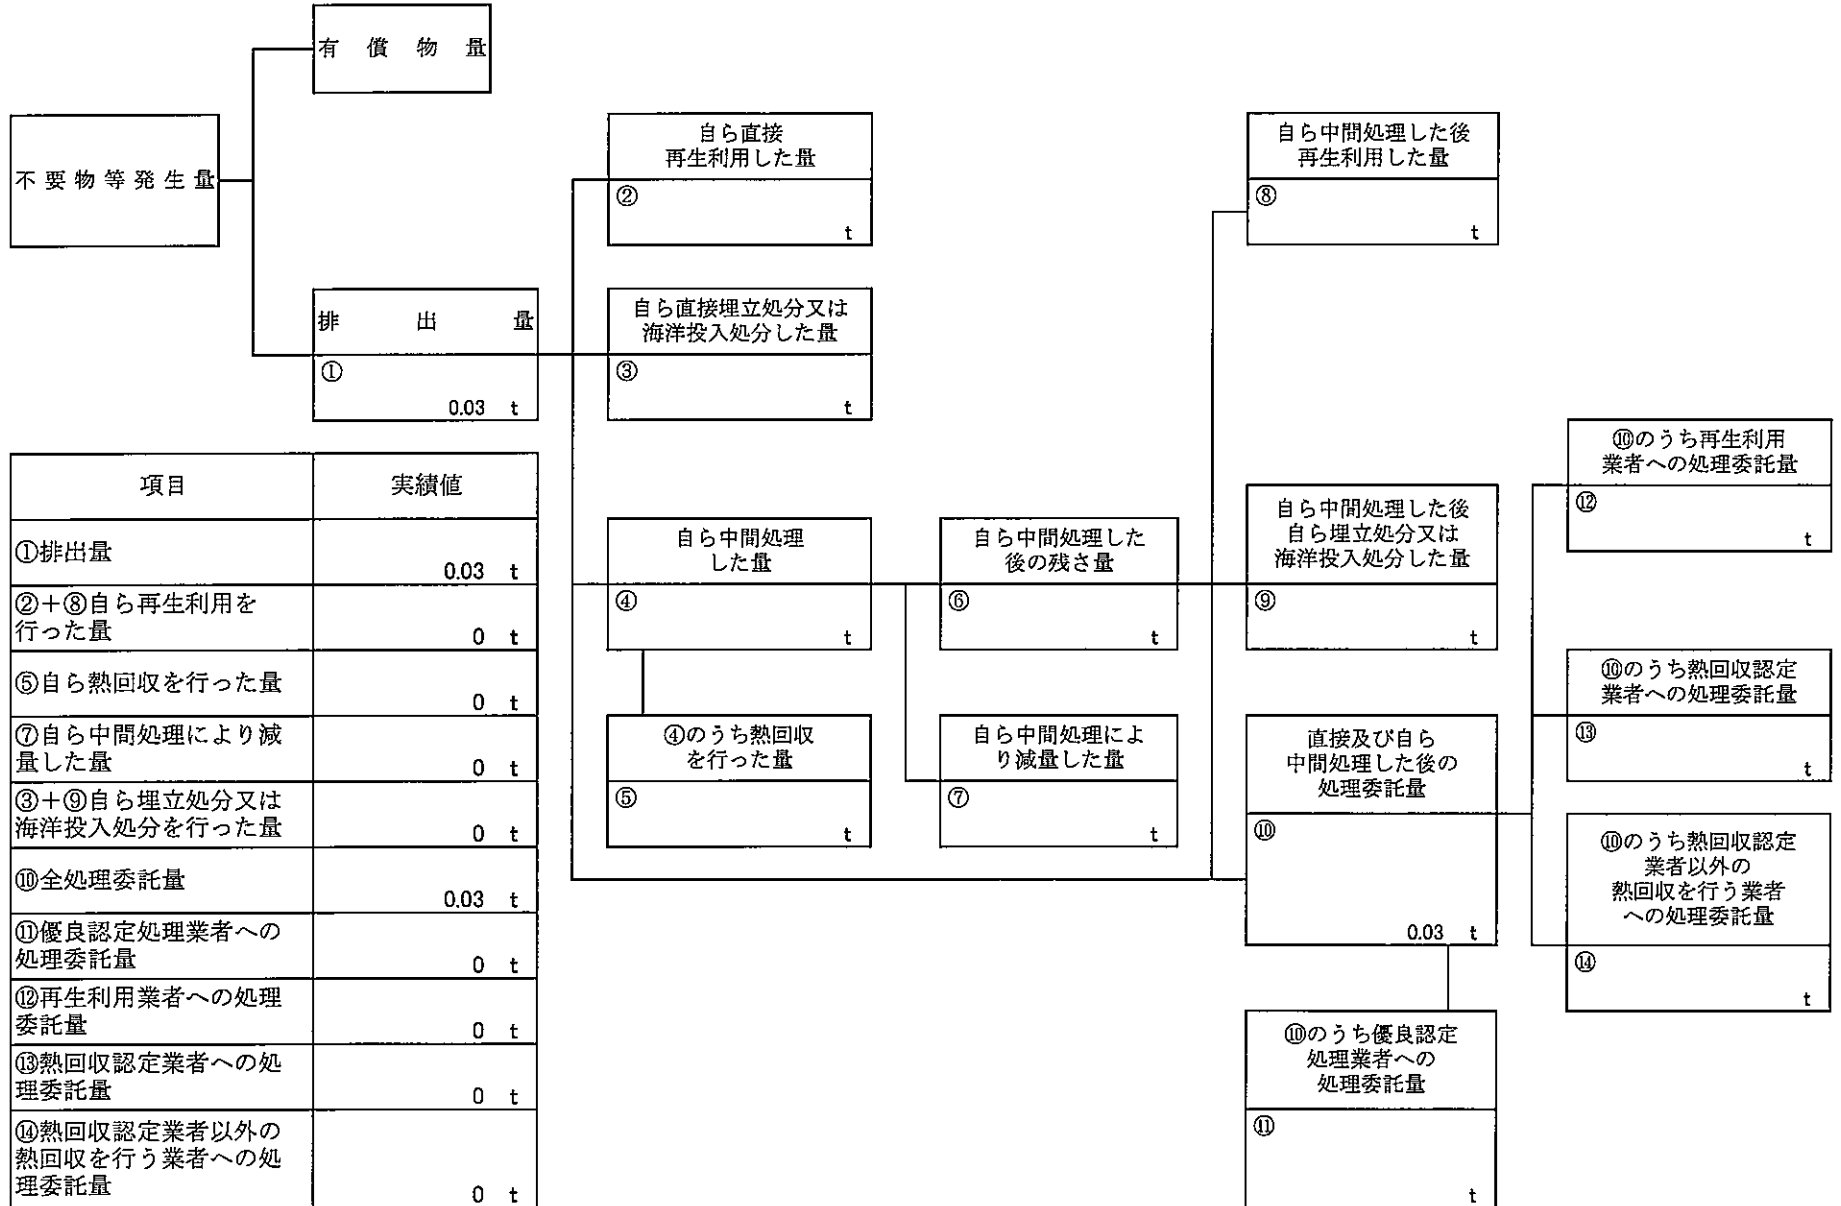 有償物量
不要物等発生量
自ら直接
再生利用した量
②
t
自ら中間処理した後
再生利用した量
⑧
t
排出量
①
0.03 t
自ら直接埋立処分又は
海洋投入処分した量
③
t
項目 実績値
①排出量
0.03 t
②+⑧自ら再生利用を
行った量
0 t
⑤自ら熱回収を行った量
0 t
⑦自ら中間処理により減
量した量
0 t
③+⑨自ら埋立処分又は
海洋投入処分を行った量
0 t
⑩全処理委託量
0.03 t
⑪優良認定処理業者への
処理委託量
0 t
⑫再生利用業者への処理
委託量
0 t
⑬熱回収認定業者への処
理委託量
0 t
⑭熱回収認定業者以外の
熱回収を行う業者への処
理委託量
0 t
自ら中間処理
した量
④
t
自ら中間処理した
後の残さ量
⑥
t
自ら中間処理した後
自ら埋立処分又は
海洋投入処分した量
⑨
t
④のうち熱回収
を行った量
⑤
t
自ら中間処理によ
り減量した量
⑦
t
直接及び自ら
中間処理した後の
処理委託量
⑩
0.03 t
⑩のうち優良認定
処理業者への
処理委託量
⑪
t
⑩のうち再生利用
業者への処理委託量
⑫
t
⑩のうち熱回収認定
業者への処理委託量
⑬
t
⑩のうち熱回収認定
業者以外の
熱回収を行う業者
への処理委託量
⑭
t